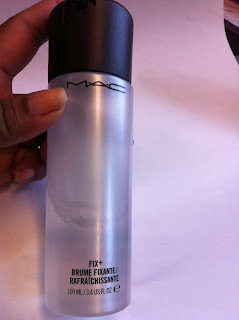 MAC
FIX+
BRUME FIXANTE/
RAFRAÎCHISSANTE
100 ML/3.4 US FL OZ ℮